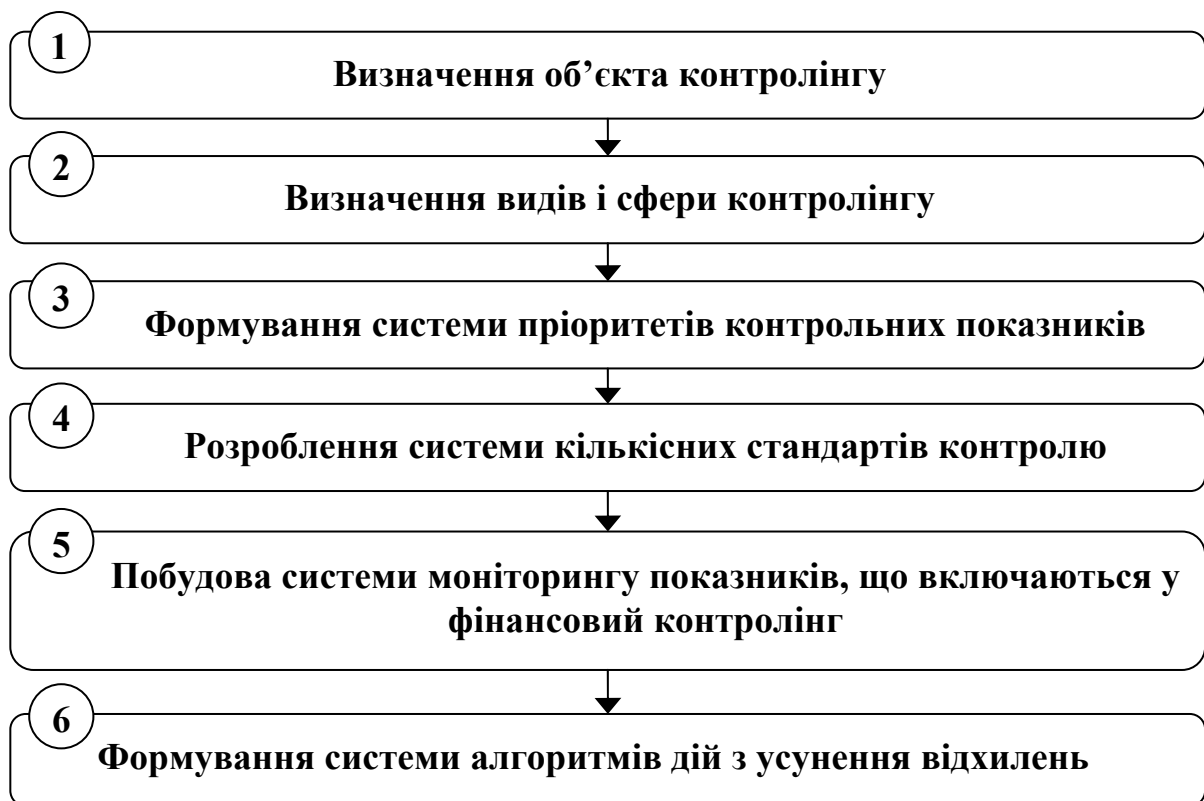 1
Визначення об’єкта контролінгу
2
Визначення видів і сфери контролінгу
3
Формування системи пріоритетів контрольних показників
4
Розроблення системи кількісних стандартів контролю
5
Побудова системи моніторингу показників, що включаються у
фінансовий контролінг
6
Формування системи алгоритмів дій з усунення відхилень